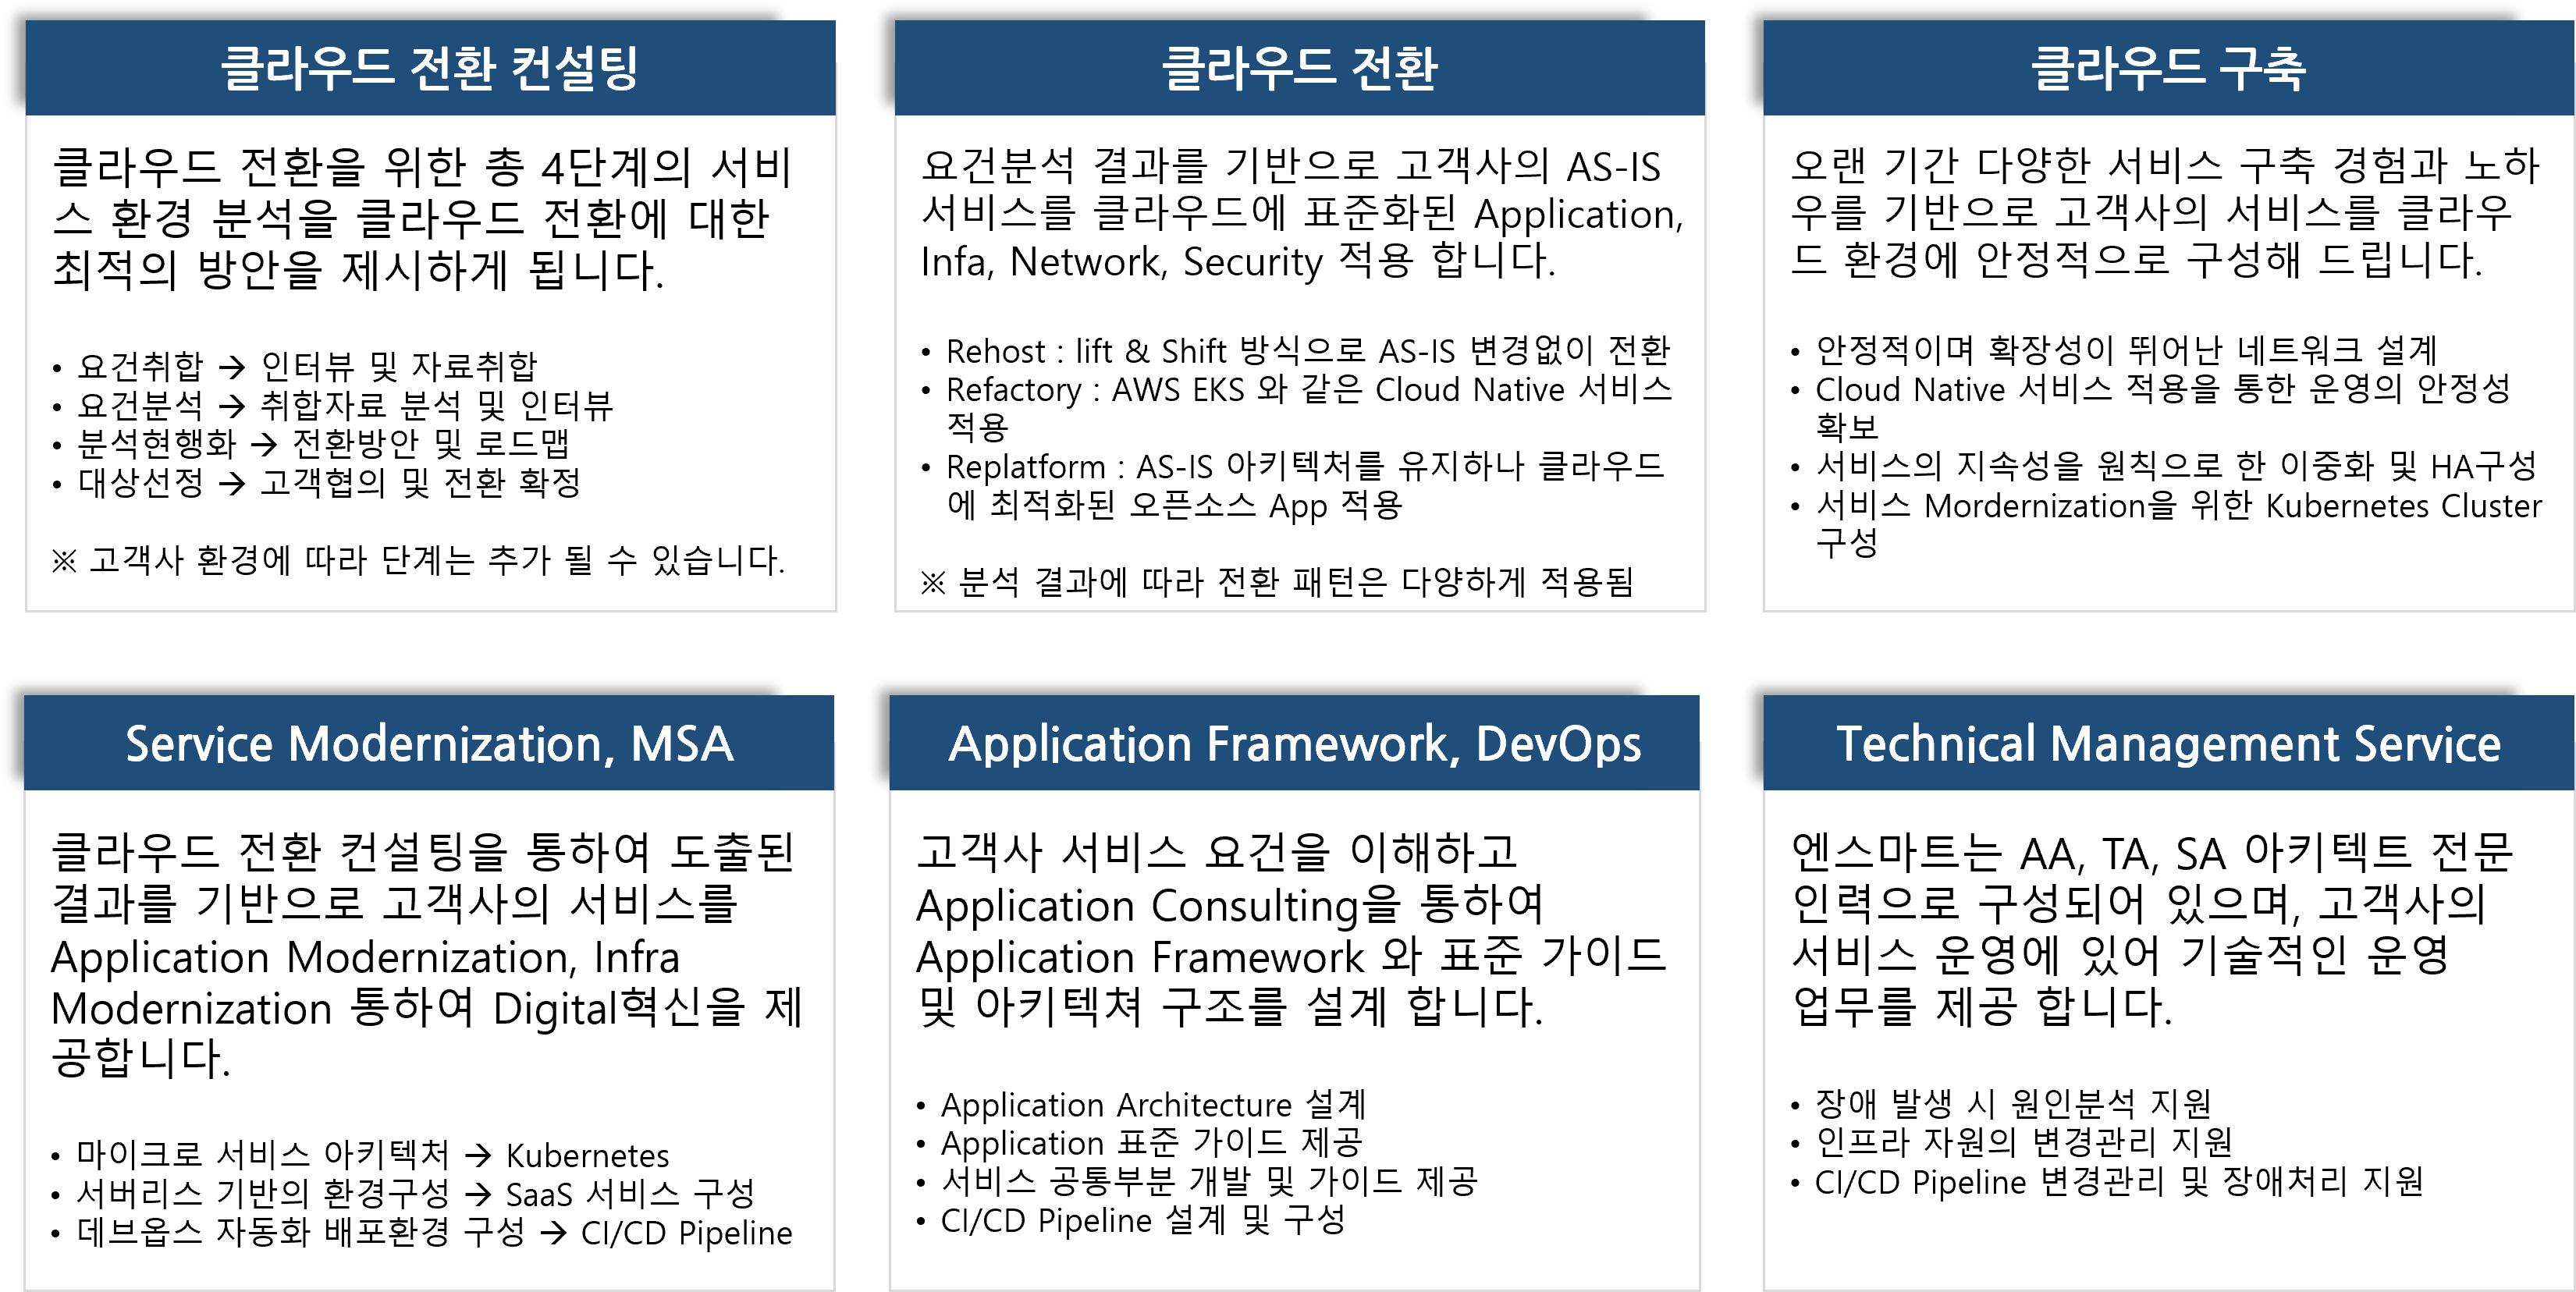 클라우드 전환 컨설팅
클라우드 전환을 위한 총 4단계의 서비
스 환경 분석을 클라우드 전환에 대한
최적의 방안을 제시하게 됩니다.
• 요건취합 → 인터뷰 및 자료취합
• 요건분석 → 취합자료 분석 및 인터뷰
• 분석현행화 → 전환방안 및 로드맵
• 대상선정 → 고객협의 및 전환 확정
※ 고객사 환경에 따라 단계는 추가 될 수 있습니다.
클라우드 전환
요건분석 결과를 기반으로 고객사의 AS-IS
서비스를 클라우드에 표준화된 Application,
Infa, Network, Security 적용 합니다.
• Rehost : lift & Shift 방식으로 AS-IS 변경없이 전환
• Refactory : AWS EKS 와 같은 Cloud Native 서비스
적용
• Replatform : AS-IS 아키텍처를 유지하나 클라우드
에 최적화된 오픈소스 App 적용
※ 분석 결과에 따라 전환 패턴은 다양하게 적용됨
클라우드 구축
오랜 기간 다양한 서비스 구축 경험과 노하
우를 기반으로 고객사의 서비스를 클라우
드 환경에 안정적으로 구성해 드립니다.
• 안정적이며 확장성이 뛰어난 네트워크 설계
• Cloud Native 서비스 적용을 통한 운영의 안정성
확보
• 서비스의 지속성을 원칙으로 한 이중화 및 HA구성
• 서비스 Mordernization을 위한 Kubernetes Cluster
구성
Service Modernization, MSA
클라우드 전환 컨설팅을 통하여 도출된
결과를 기반으로 고객사의 서비스를
Application Modernization, Infra
Modernization 통하여 Digital혁신을 제
공합니다.
• 마이크로 서비스 아키텍처 → Kubernetes
• 서버리스 기반의 환경구성 → SaaS 서비스 구성
• 데브옵스 자동화 배포환경 구성 → CI/CD Pipeline
Application Framework, DevOps
고객사 서비스 요건을 이해하고
Application Consulting을 통하여
Application Framework 와 표준 가이드
및 아키텍쳐 구조를 설계 합니다.
• Application Architecture 설계
• Application 표준 가이드 제공
• 서비스 공통부분 개발 및 가이드 제공
• CI/CD Pipeline 설계 및 구성
Technical Management Service
엔스마트는 AA, TA, SA 아키텍트 전문
인력으로 구성되어 있으며, 고객사의
서비스 운영에 있어 기술적인 운영
업무를 제공 합니다.
• 장애 발생 시 원인분석 지원
• 인프라 자원의 변경관리 지원
• CI/CD Pipeline 변경관리 및 장애처리 지원